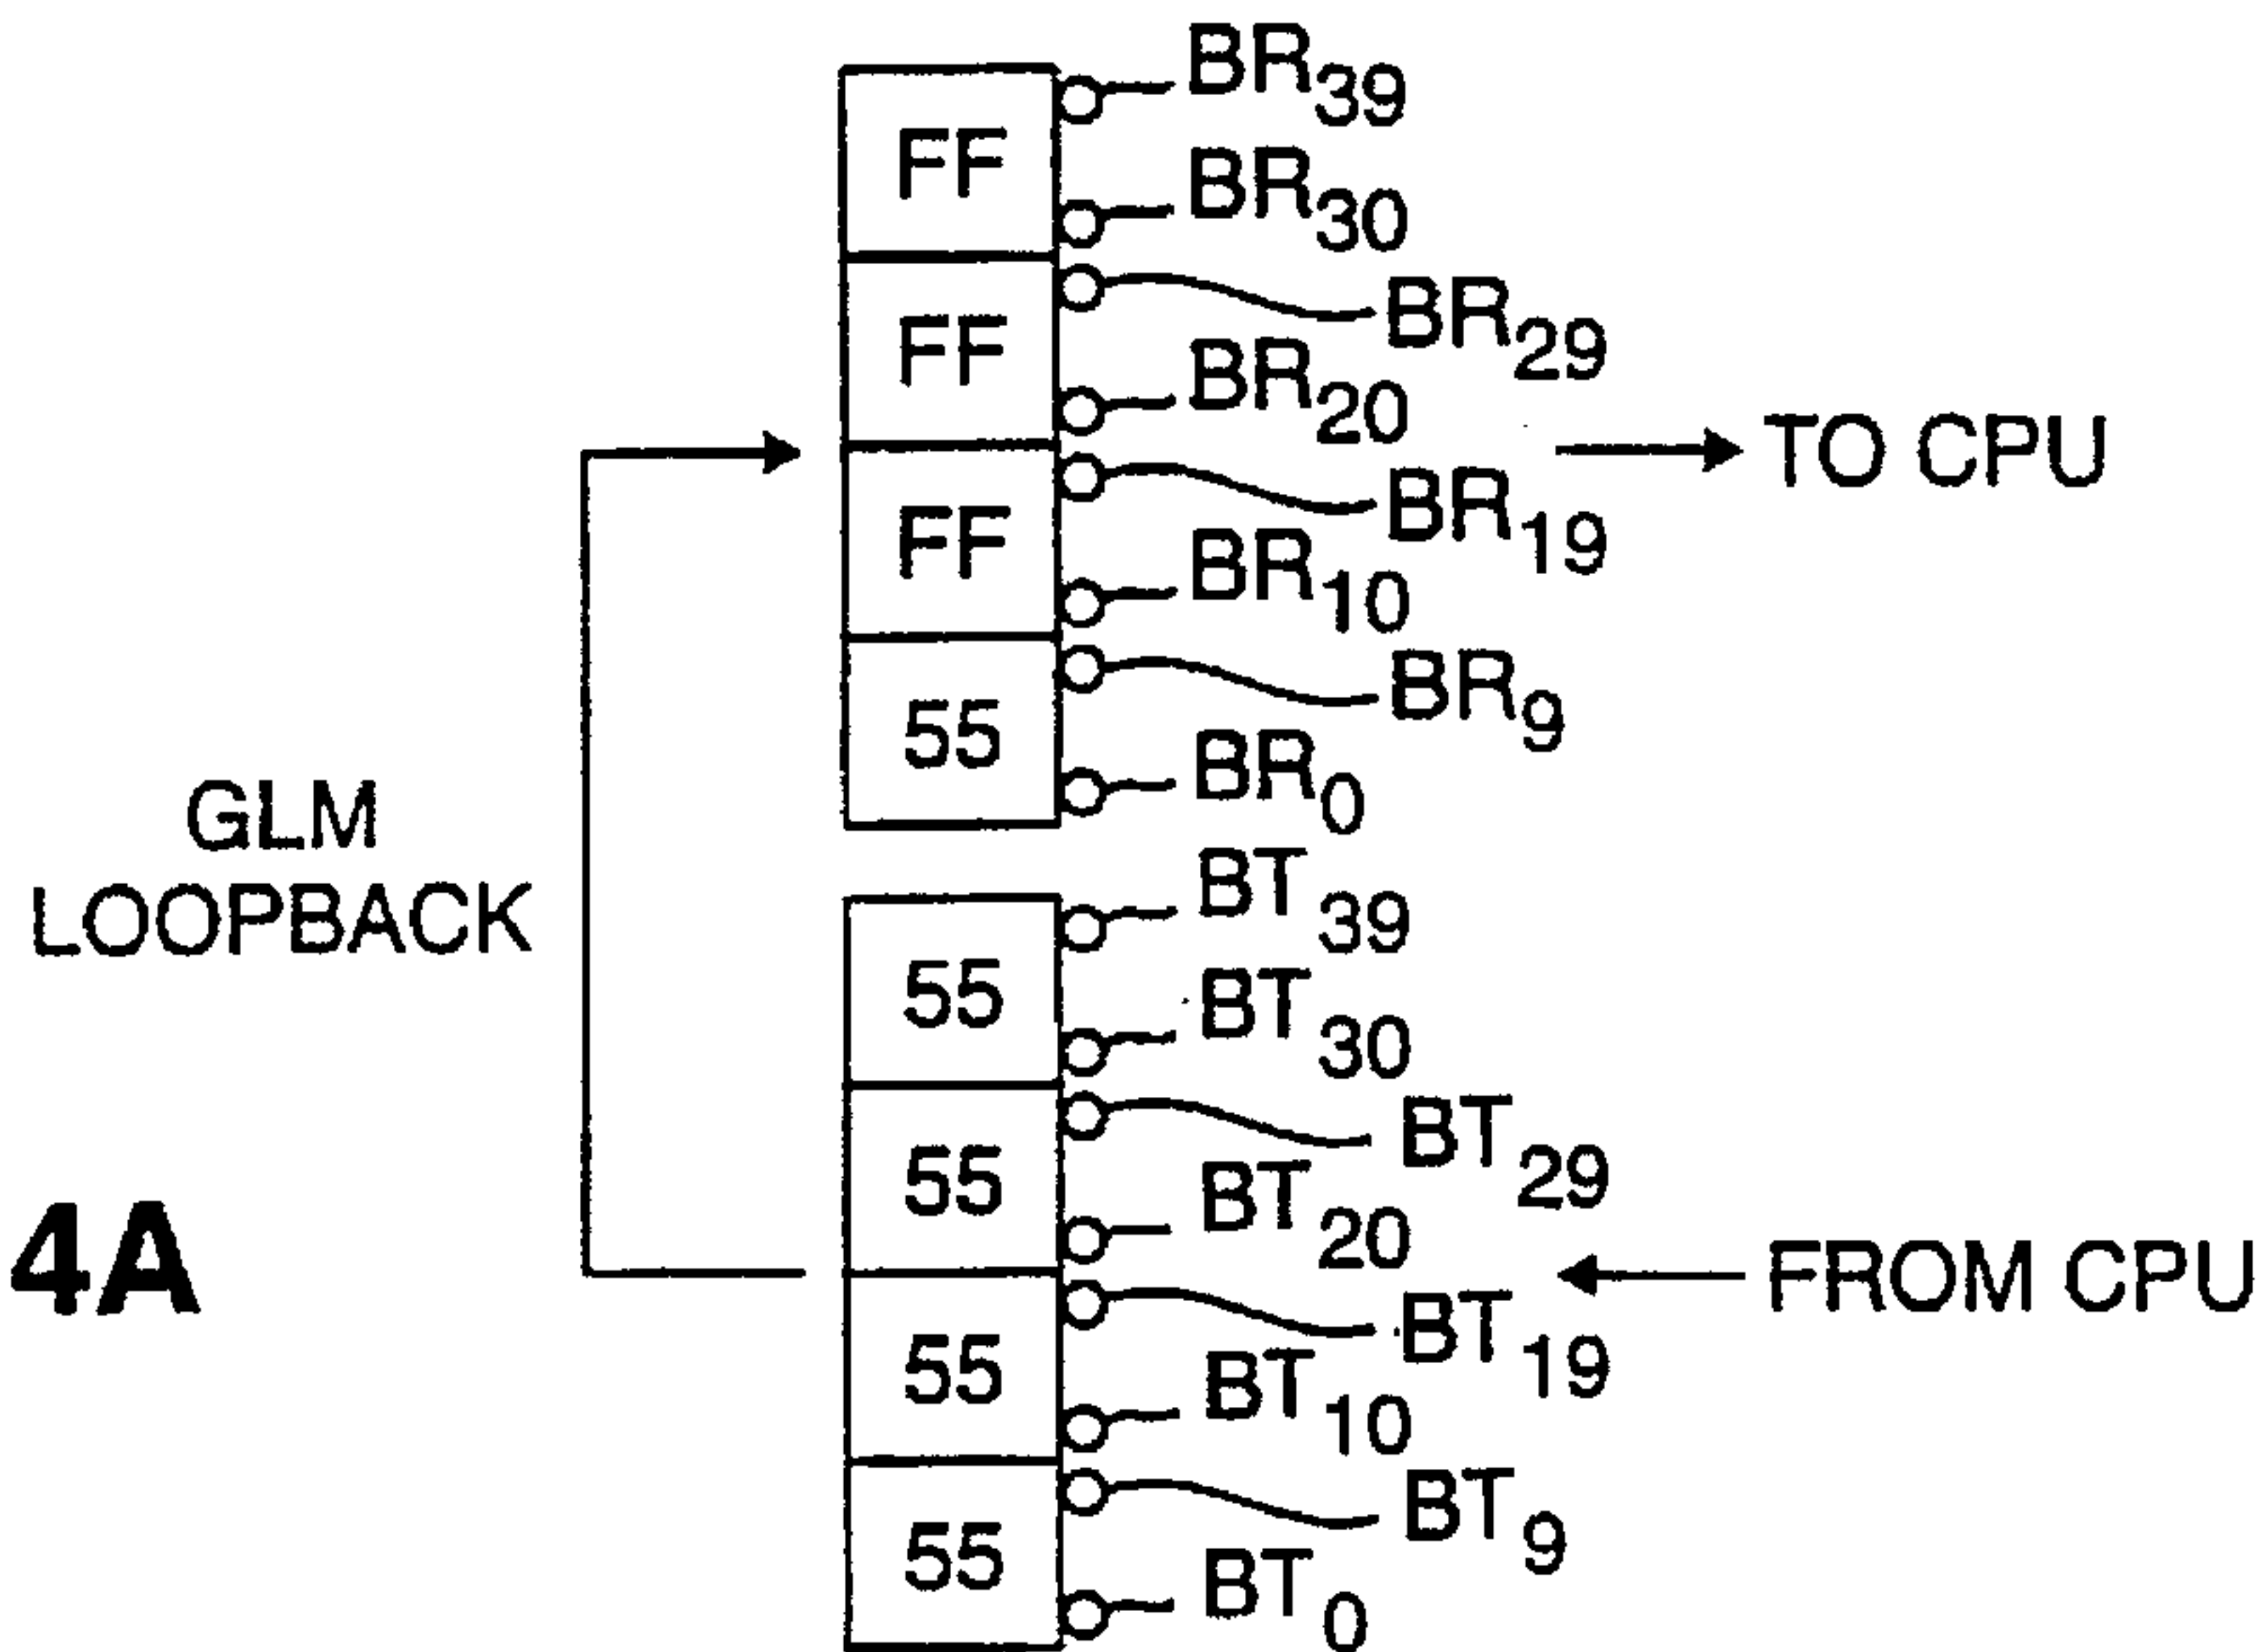 BR39
FF
BR30
BR29
FF
BR20
TO CPU
BR19
FF
BR10
BR9
55
BR0
GLM
LOOPBACK
BT39
55
BT30
BT29
55
BT20
4A
FROM CPU
BT19
55
BT10
BT9
55
BT0